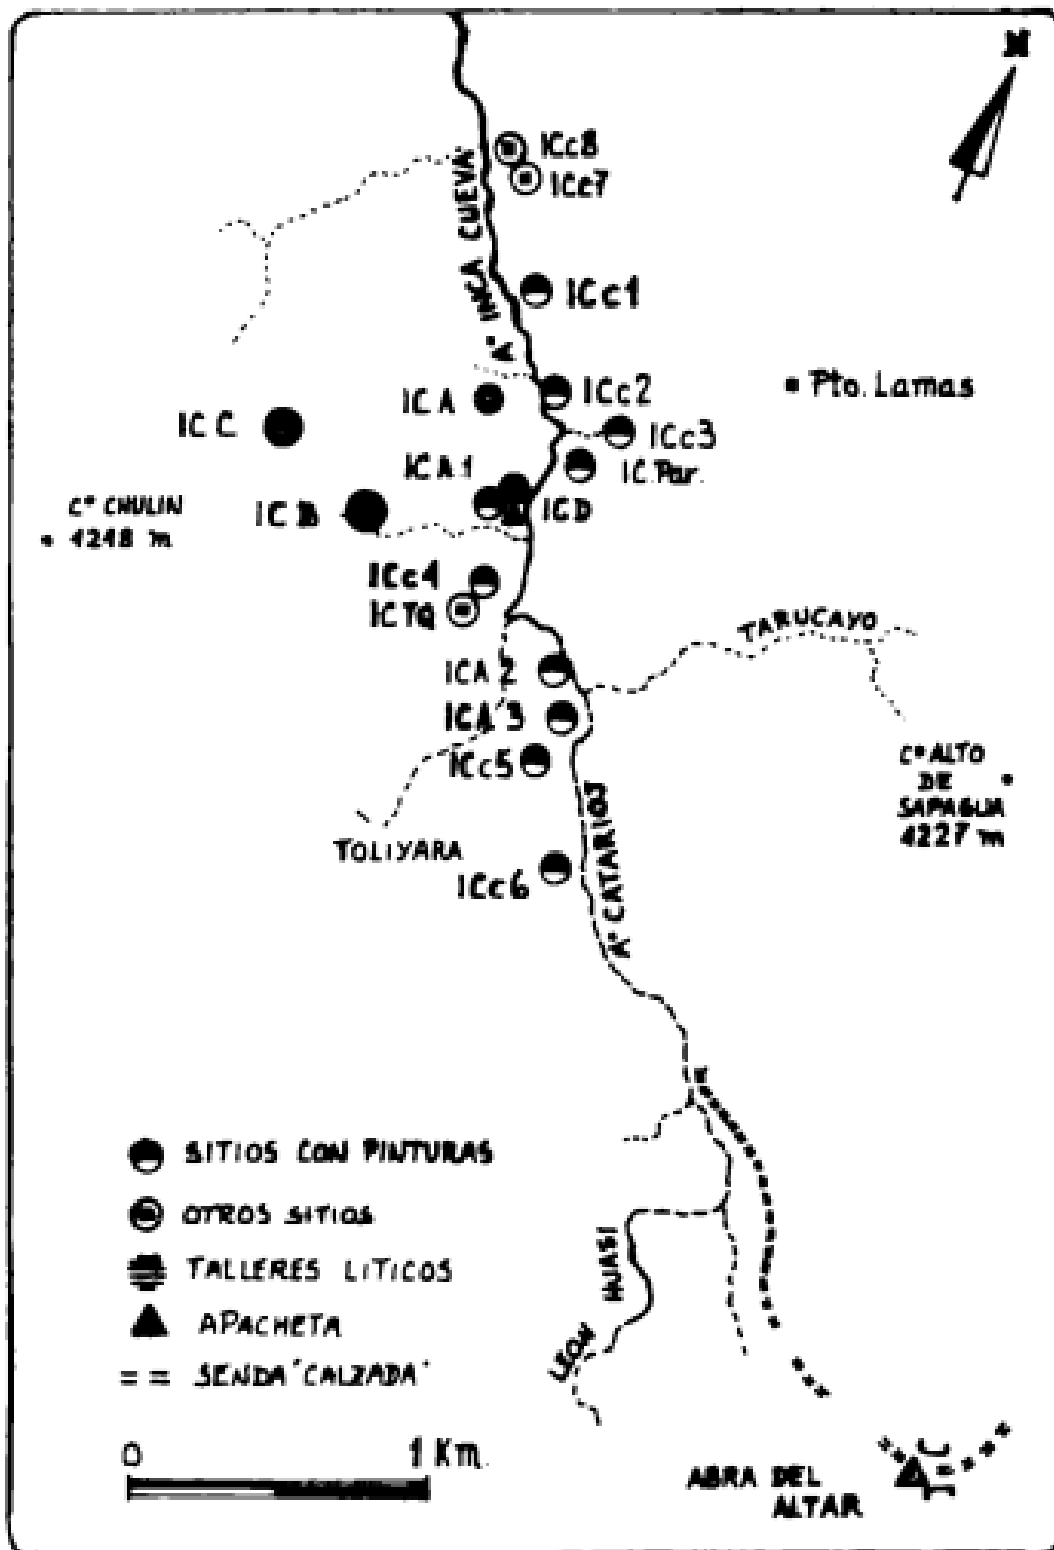 N
ICc8
ICc7
Aº INCA CUEVA
ICc1
ICA
ICc2
Pto. Lamas
ICC
ICc3
ICA1
IC.Par.
Cº CHULIN
4248 m
ICB
ICD
ICc4
ICTQ
TARUCAYO
ICA2
ICA3
ICc5
Cº ALTO
DE
SAPAGUA
4227 m
TOLIYARA
ICc6
Aº CATARIOJ
SITIOS CON PINTURAS
OTROS SITIOS
TALLERES LITICOS
APACHETA
SENDA "CALZADA"
LEON HUASI
0 1 Km.
ABRA DEL
ALTAR